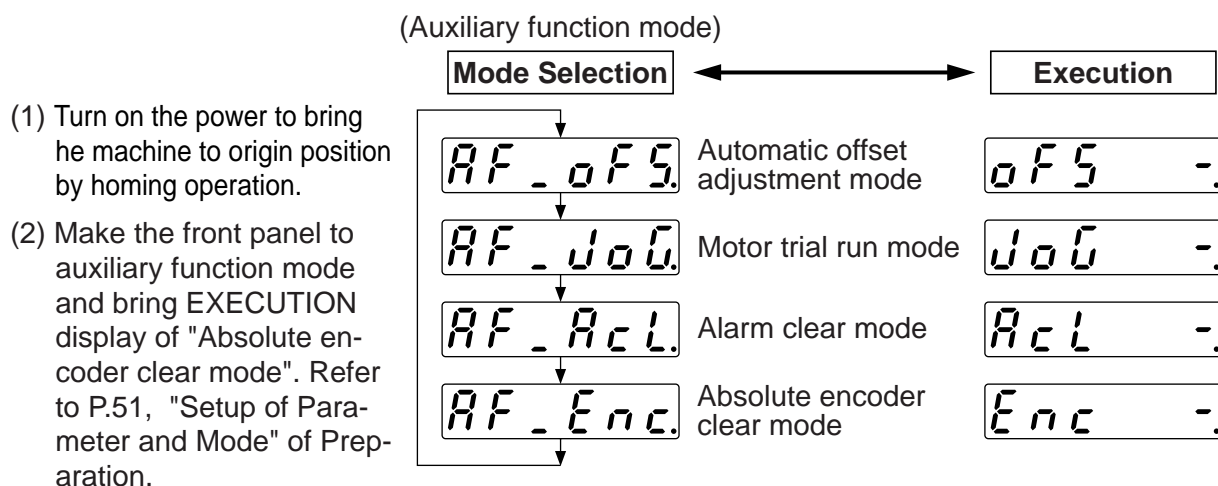 (Auxiliary function mode)
Mode Selection
Execution
(1) Turn on the power to bring
he machine to origin position
by homing operation.
(2) Make the front panel to
auxiliary function mode
and bring EXECUTION
display of "Absolute en-
coder clear mode". Refer
to P.51, "Setup of Para-
meter and Mode" of Prep-
aration.
AF_oFS.
Automatic offset
adjustment mode
oFS -.
AF_JoG.
Motor trial run mode
JoG -.
AF_AcL.
Alarm clear mode
AcL -.
AF_Enc.
Absolute encoder
clear mode
Enc -.